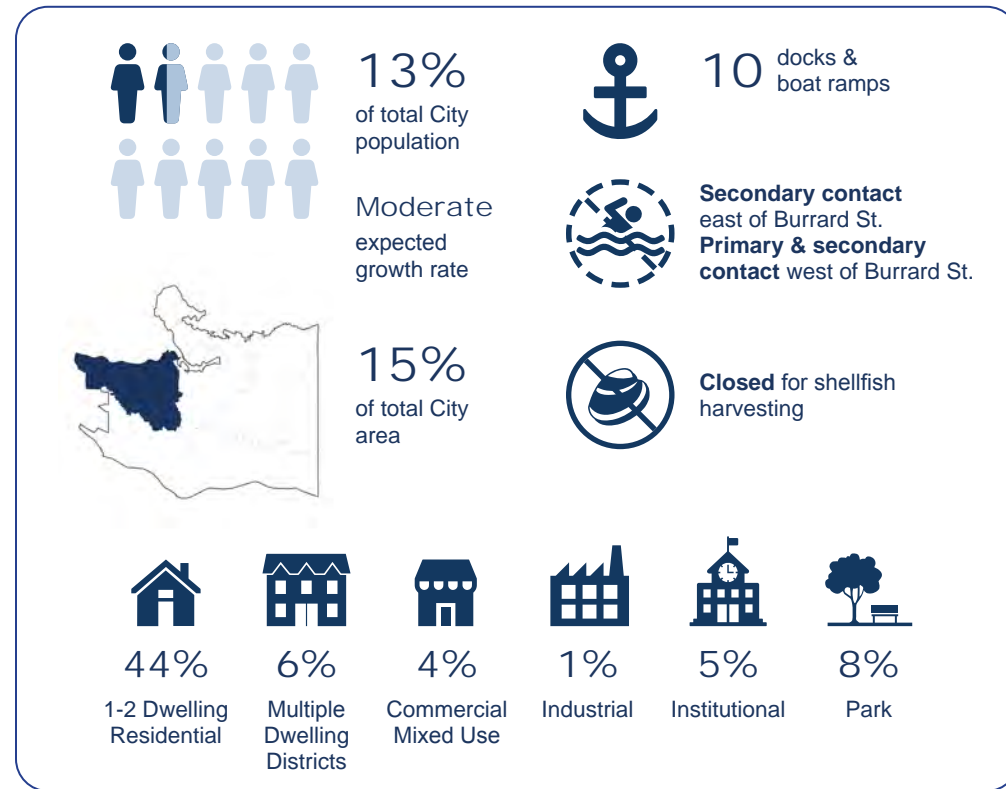 13%
of total City
population
Moderate
expected
growth rate
15%
of total City
area
10
docks &
boat ramps
Secondary contact
east of Burrard St.
Primary & secondary
contact west of Burrard St.
Closed for shellfish
harvesting
44%
1-2 Dwelling
Residential
6%
Multiple
Dwelling
Districts
4%
Commercial
Mixed Use
1%
Industrial
5%
Institutional
8%
Park